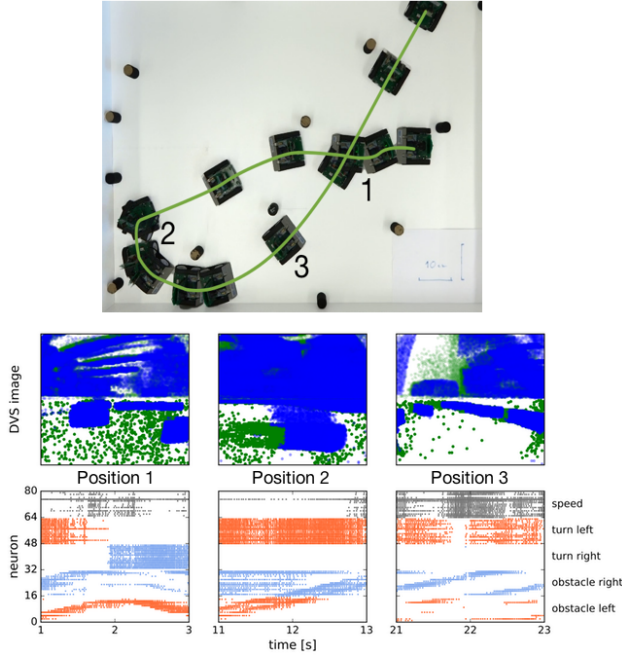 1
2
3
10 cm
DVS image
Position 1
Position 2
Position 3
neuron
80
64
48
32
16
0
speed
turn left
turn right
obstacle right
obstacle left
1 2 3
11 12 13
21 22 23
time [s]